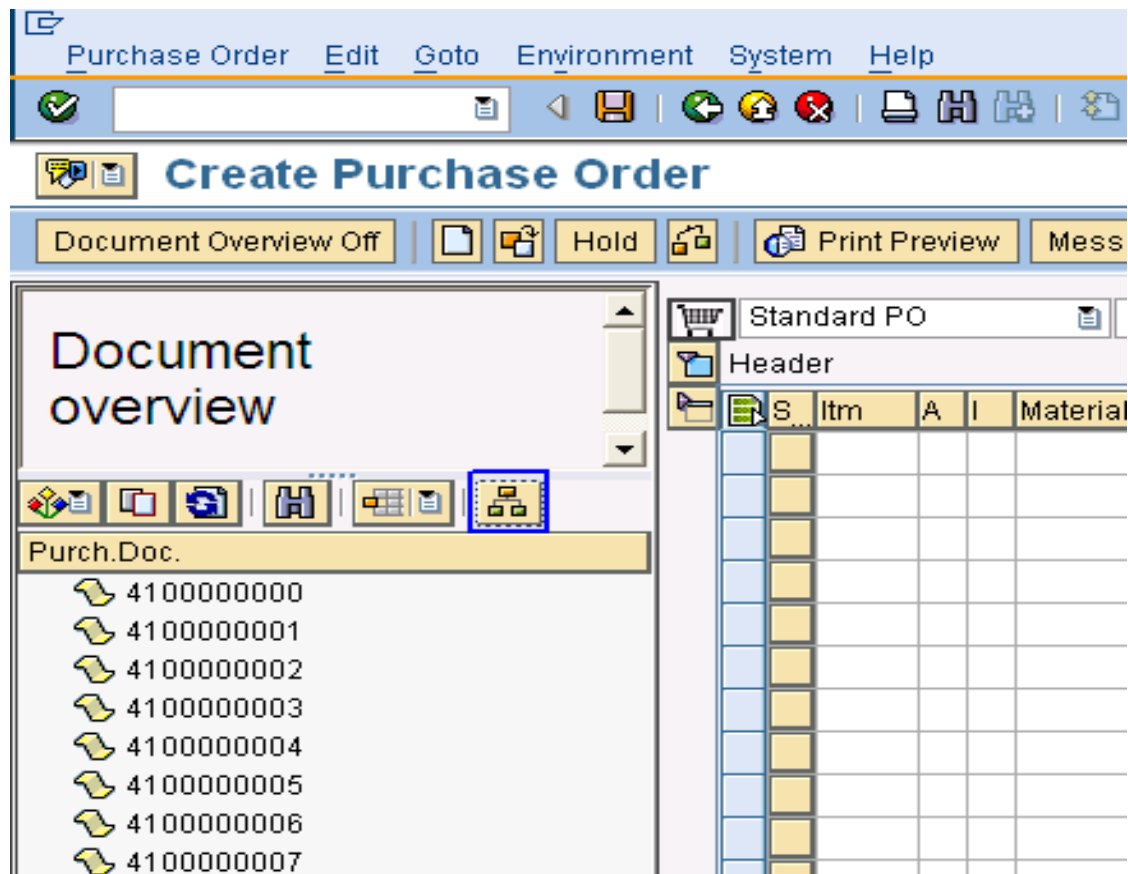 Purchase Order Edit Goto Environment System Help
Create Purchase Order
Document Overview Off Hold Print Preview Mess
Document
overview
Standard PO
Header
S... Itm A I Material
Purch.Doc.
4100000000
4100000001
4100000002
4100000003
4100000004
4100000005
4100000006
4100000007